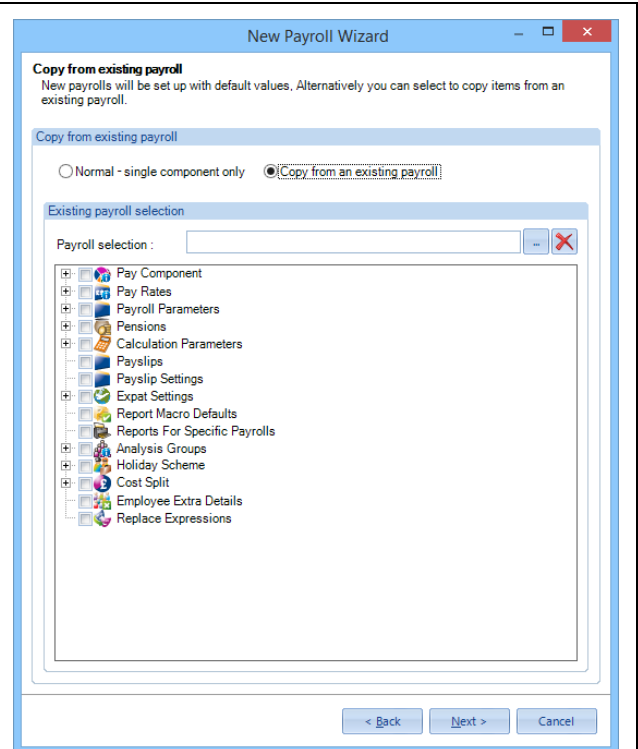 New Payroll Wizard
Copy from existing payroll
New payrolls will be set up with default values, Alternatively you can select to copy items from an
existing payroll.
Copy from existing payroll
Normal - single component only Copy from an existing payroll
Existing payroll selection
Payroll selection : ...
Pay Component
Pay Rates
Payroll Parameters
Pensions
Calculation Parameters
Payslips
Payslip Settings
Expat Settings
Report Macro Defaults
Reports For Specific Payrolls
Analysis Groups
Holiday Scheme
Cost Split
Employee Extra Details
Replace Expressions
< Back Next > Cancel